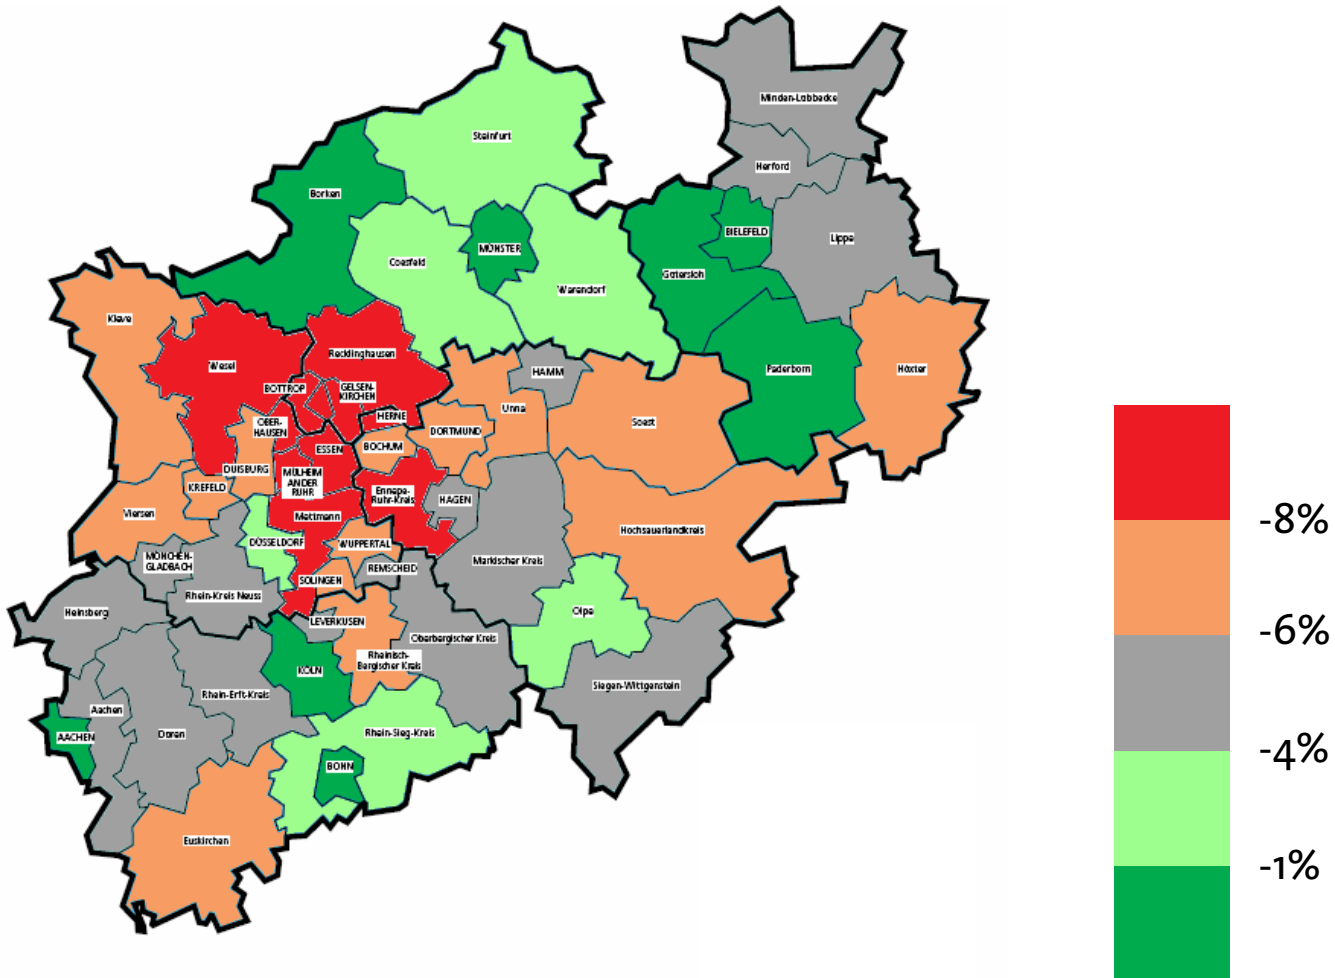 Minden-Lübbecke
Steinfurt
Herford
Borken
BIELEFELD
Lippe
MÜNSTER
Coesfeld
Gütersloh
Warendorf
Kleve
Recklinghausen
Wesel
Paderborn
Höxter
HAMM
BOTTROP
GELSEN-
KIRCHEN
Unna
HERNE
Soest
OBER-
HAUSEN
DORTMUND
ESSEN
BOCHUM
DUISBURG
MÜLHEIM
AN DER
RUHR
KREFELD
Ennepe-
Ruhr-Kreis
HAGEN
Viersen
Mettmann
Hochsauerlandkreis
-8%
DÜSSELDORF
WUPPERTAL
MÖNCHEN-
GLADBACH
REMSCHEID
Märkischer Kreis
SOLINGEN
Rhein-Kreis Neuss
Heinsberg
Olpe
LEVERKUSEN
-6%
Oberbergischer Kreis
Rheinisch-
Bergischer Kreis
KÖLN
Siegen-Wittgenstein
Rhein-Erft-Kreis
Aachen
AACHEN
Düren
Rhein-Sieg-Kreis
-4%
BONN
Euskirchen
-1%